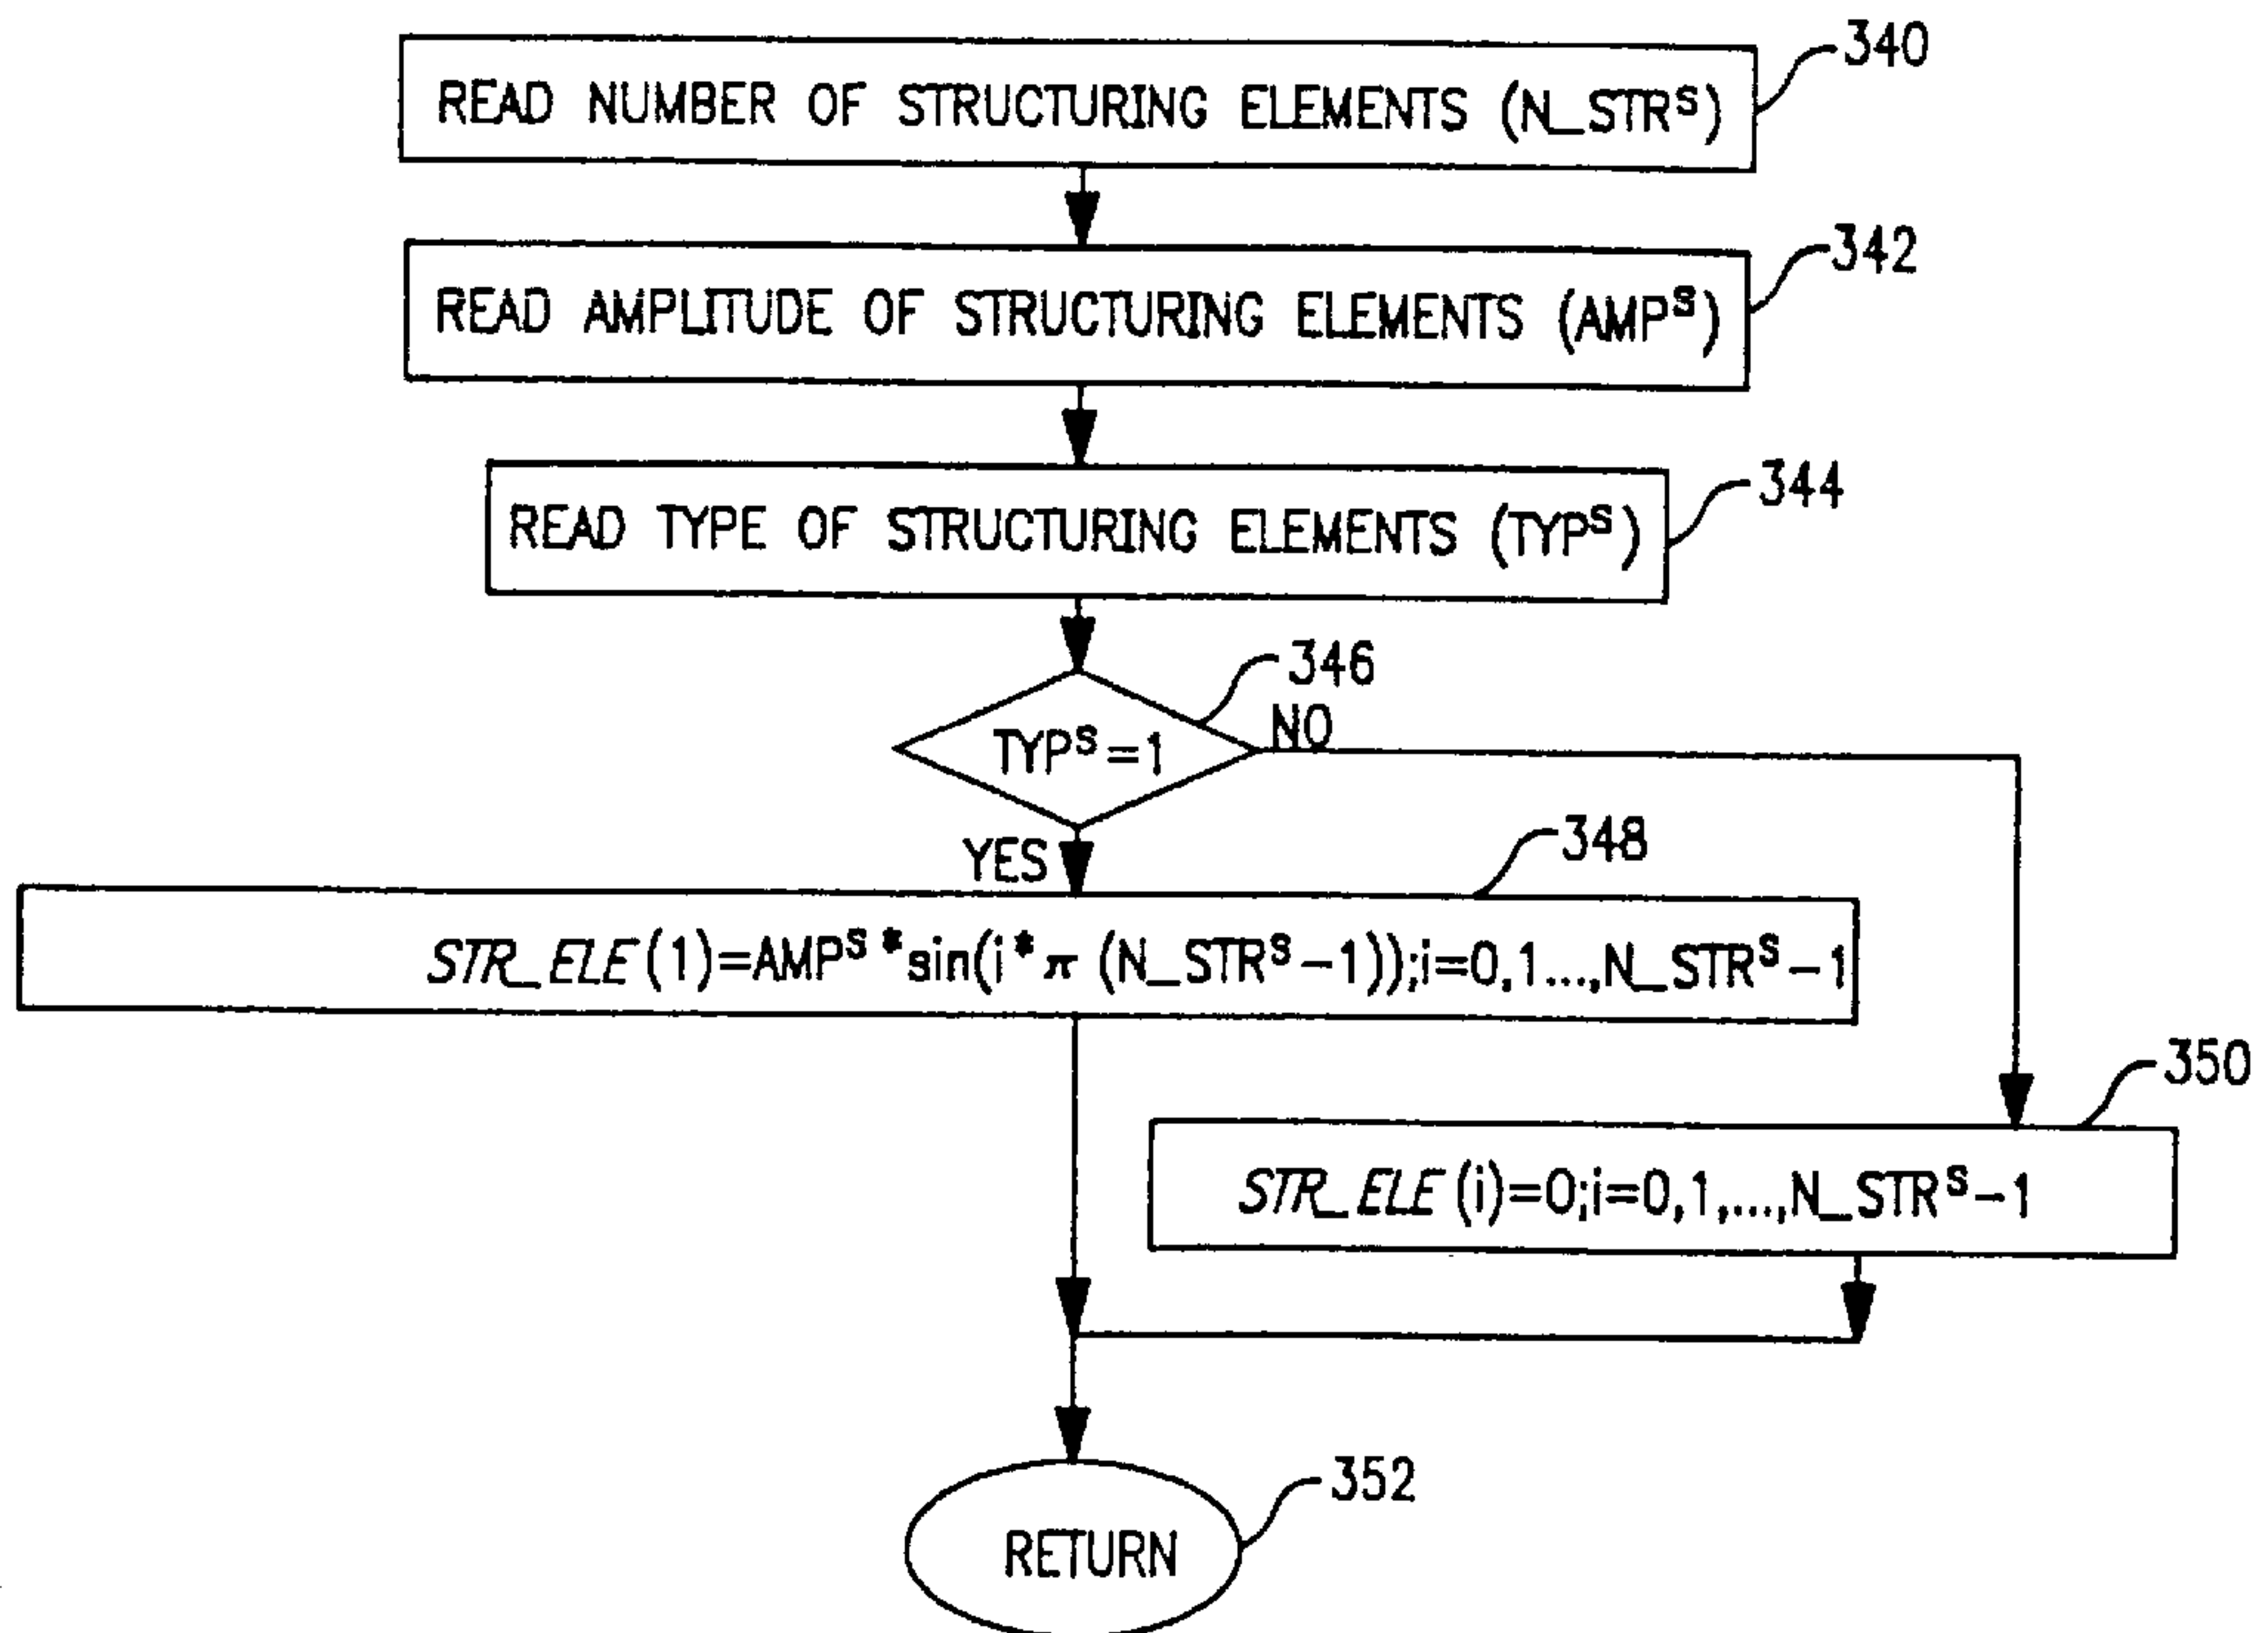 340
READ NUMBER OF STRUCTURING ELEMENTS (N_STRˢ)
342
READ AMPLITUDE OF STRUCTURING ELEMENTS (AMPˢ)
344
READ TYPE OF STRUCTURING ELEMENTS (TYPˢ)
346
TYPˢ=1
NO
YES
348
STR_ELE(1)=AMPˢ*sin(i*π (N_STRˢ-1));i=0,1...,N_STRˢ-1
350
STR_ELE(i)=0;i=0,1,...,N_STRˢ-1
352
RETURN